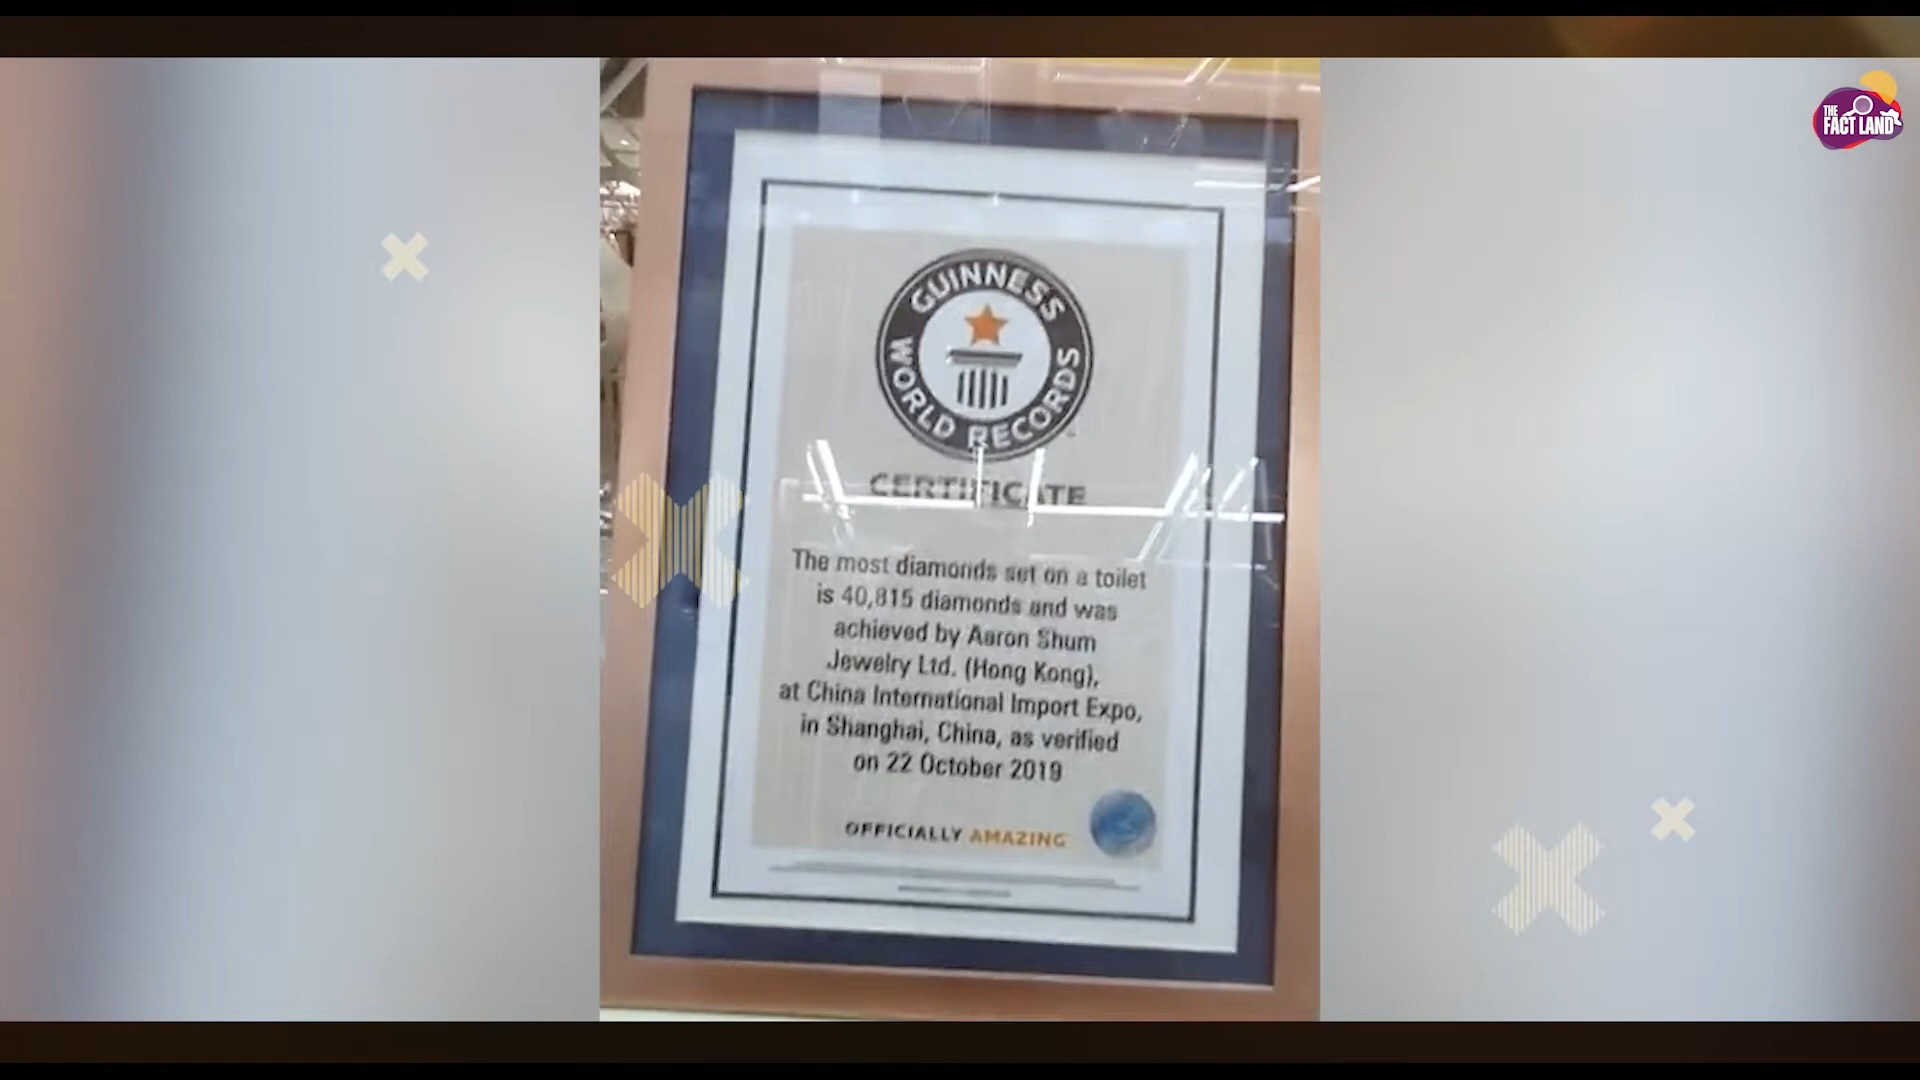 THE
FACT LAND
GUINNESS
WORLD RECORDS
CERTIFICATE
The most diamonds set on a toilet
is 40,815 diamonds and was
achieved by Aaron Shum
Jewelry Ltd. (Hong Kong),
at China International Import Expo,
in Shanghai, China, as verified
on 22 October 2019
OFFICIALLY AMAZING